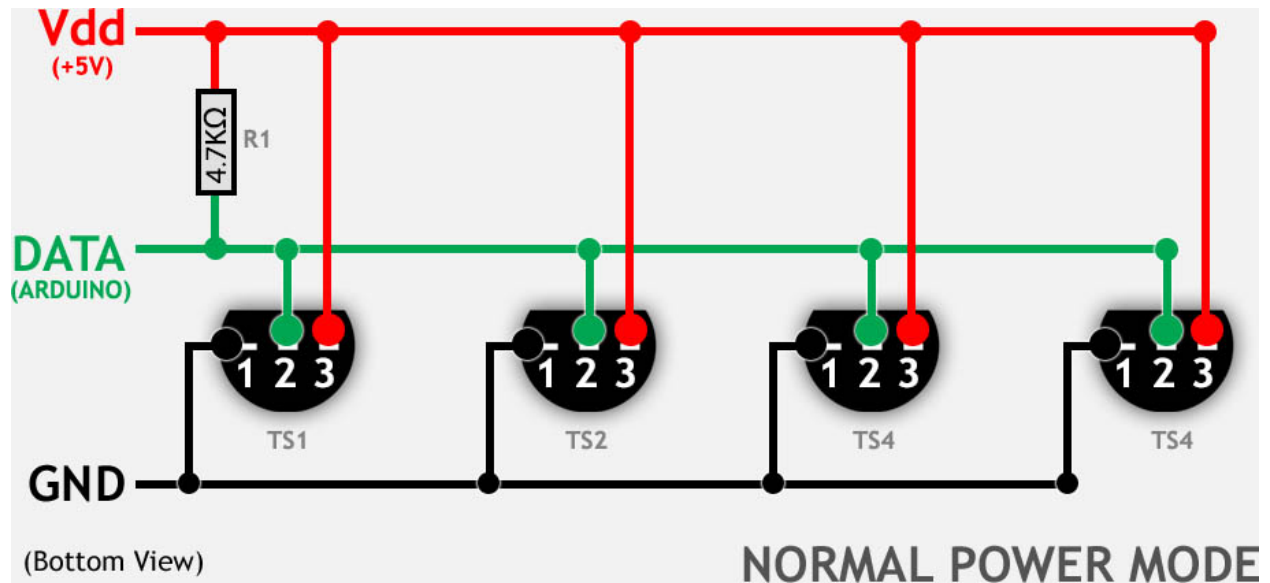 Vdd
(+5V)
4.7KΩ
R1
DATA
(ARDUINO)
1 2 3
1 2 3
1 2 3
1 2 3
TS1
TS2
TS4
TS4
GND
(Bottom View)
NORMAL POWER MODE